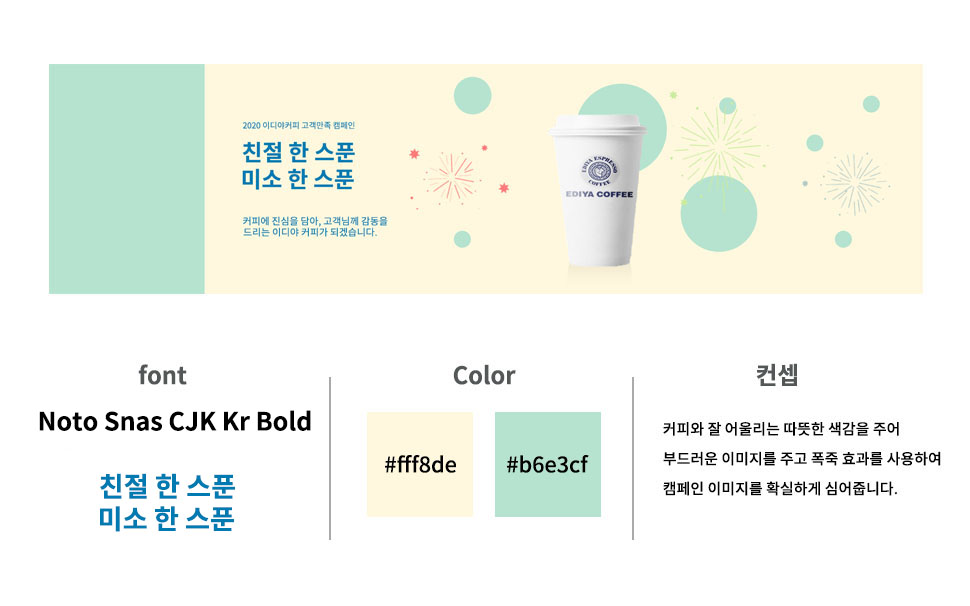 2020 이디야커피 고객만족 캠페인
친절 한 스푼
미소 한 스푼
커피에 진심을 담아, 고객님께 감동을
드리는 이디야 커피가 되겠습니다.
EDIYA ESPRESSO
COFFEE
EDIYA COFFEE
font
Noto Snas CJK Kr Bold
친절 한 스푼
미소 한 스푼
Color
#fff8de
#b6e3cf
컨셉
커피와 잘 어울리는 따뜻한 색감을 주어
부드러운 이미지를 주고 폭죽 효과를 사용하여
캠페인 이미지를 확실하게 심어줍니다.